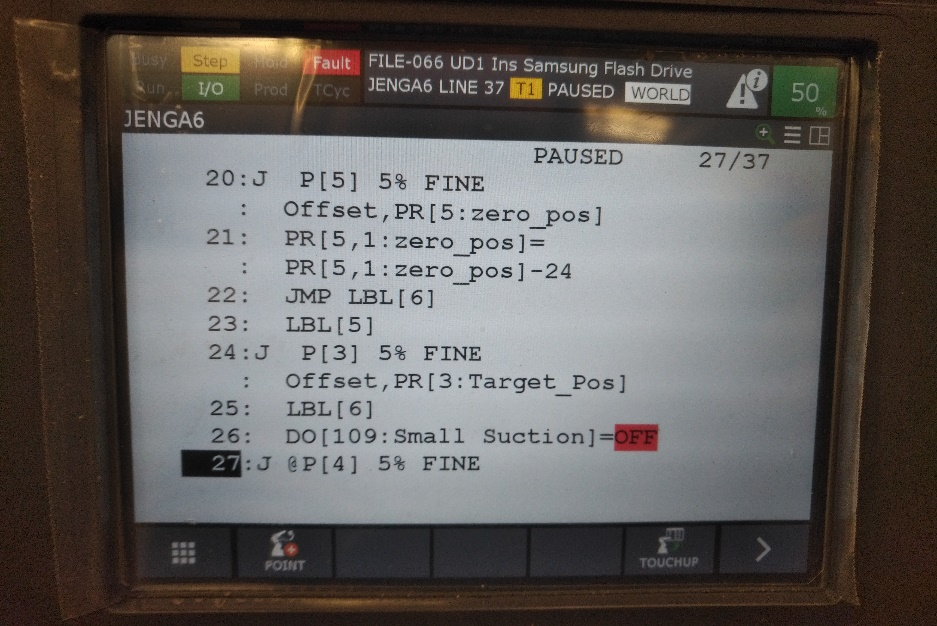 Busy Step Hold Fault FILE-066 UD1 Ins Samsung Flash Drive
Run I/O Prod TCyc JENGA6 LINE 37 T1 PAUSED WORLD
50
%
JENGA6
PAUSED 27/37
20:J P[5] 5% FINE
: Offset,PR[5:zero_pos]
21: PR[5,1:zero_pos]=
: PR[5,1:zero_pos]-24
22: JMP LBL[6]
23: LBL[5]
24:J P[3] 5% FINE
: Offset,PR[3:Target_Pos]
25: LBL[6]
26: DO[109:Small Suction]=OFF
27:J @P[4] 5% FINE
POINT TOUCHUP